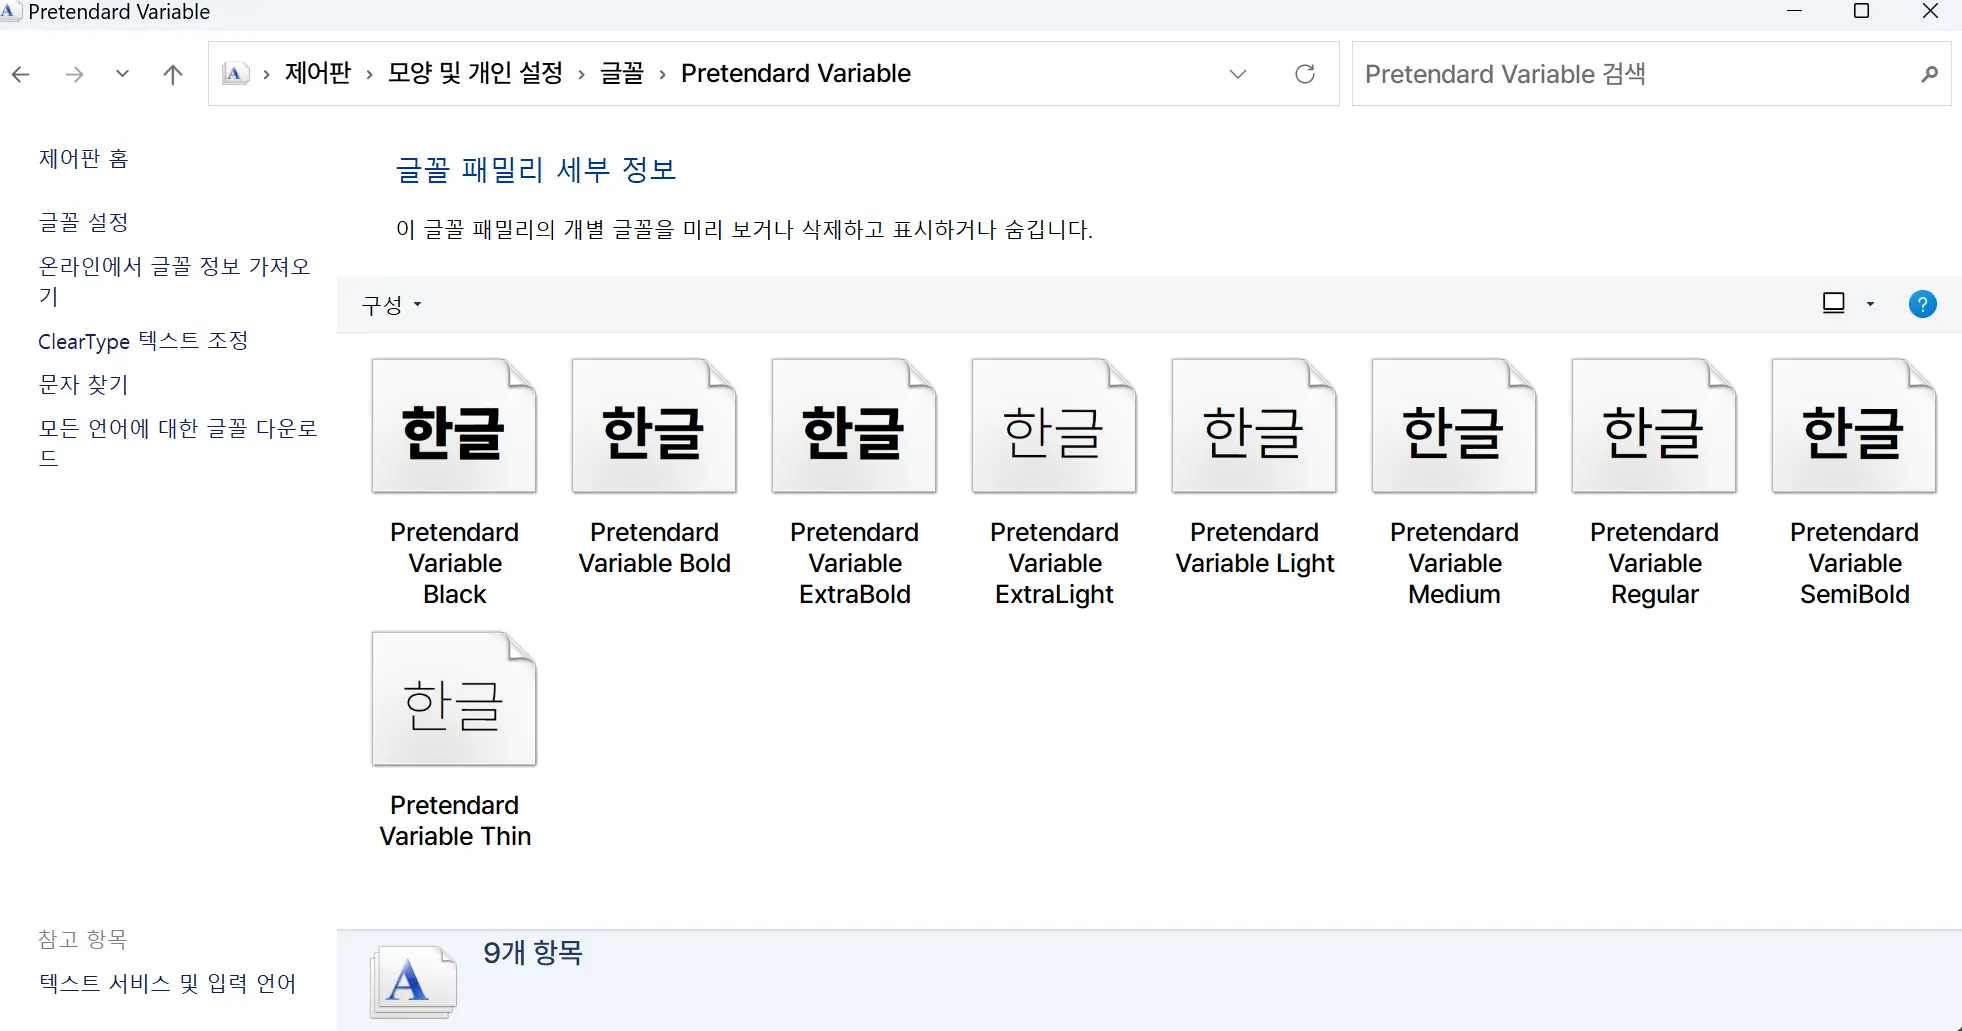 Pretendard Variable
제어판 › 모양 및 개인 설정 › 글꼴 › Pretendard Variable
Pretendard Variable 검색
제어판 홈
글꼴 설정
온라인에서 글꼴 정보 가져오
기
ClearType 텍스트 조정
문자 찾기
모든 언어에 대한 글꼴 다운로
드
글꼴 패밀리 세부 정보
이 글꼴 패밀리의 개별 글꼴을 미리 보거나 삭제하고 표시하거나 숨깁니다.
구성
한글
Pretendard
Variable
Black
한글
Pretendard
Variable Bold
한글
Pretendard
Variable
ExtraBold
한글
Pretendard
Variable
ExtraLight
한글
Pretendard
Variable Light
한글
Pretendard
Variable
Medium
한글
Pretendard
Variable
Regular
한글
Pretendard
Variable
SemiBold
한글
Pretendard
Variable Thin
참고 항목
텍스트 서비스 및 입력 언어
A
9개 항목